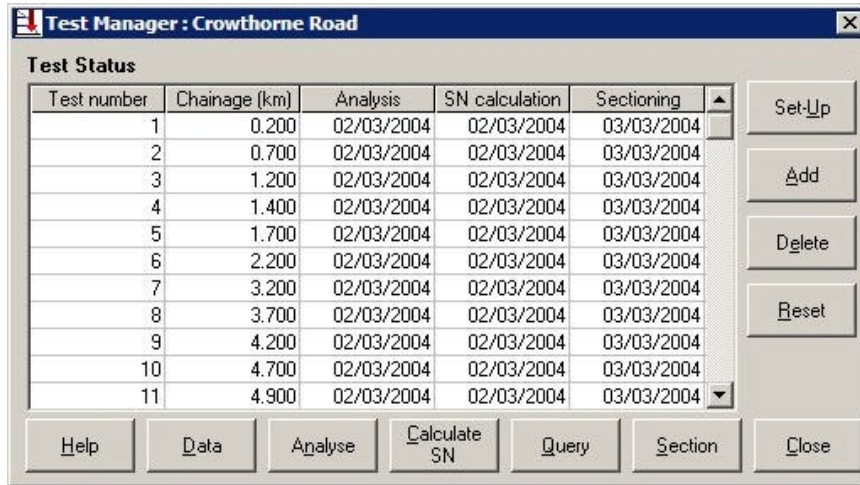 Test Manager : Crowthorne Road
Test Status
Test number Chainage (km) Analysis SN calculation Sectioning
1 0.200 02/03/2004 02/03/2004 03/03/2004
2 0.700 02/03/2004 02/03/2004 03/03/2004
3 1.200 02/03/2004 02/03/2004 03/03/2004
4 1.400 02/03/2004 02/03/2004 03/03/2004
5 1.700 02/03/2004 02/03/2004 03/03/2004
6 2.200 02/03/2004 02/03/2004 03/03/2004
7 3.200 02/03/2004 02/03/2004 03/03/2004
8 3.700 02/03/2004 02/03/2004 03/03/2004
9 4.200 02/03/2004 02/03/2004 03/03/2004
10 4.700 02/03/2004 02/03/2004 03/03/2004
11 4.900 02/03/2004 02/03/2004 03/03/2004
Set-Up
Add
Delete
Reset
Help
Data
Analyse
Calculate
SN
Query
Section
Close